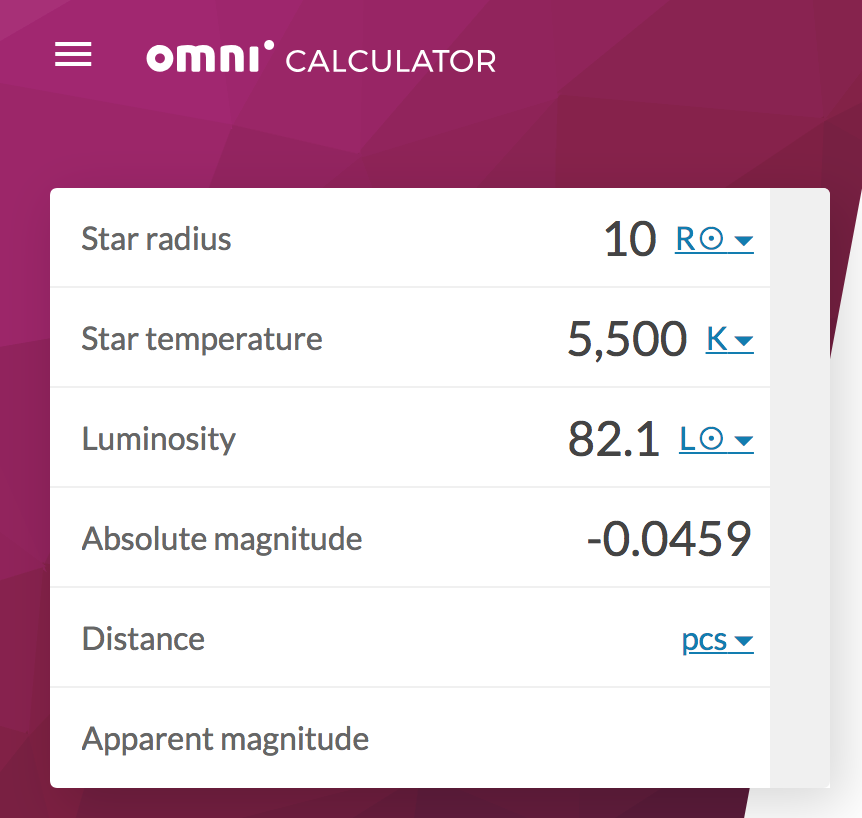 omni CALCULATOR
Star radius 10 R☉
Star temperature 5,500 K
Luminosity 82.1 L☉
Absolute magnitude -0.0459
Distance pcs
Apparent magnitude